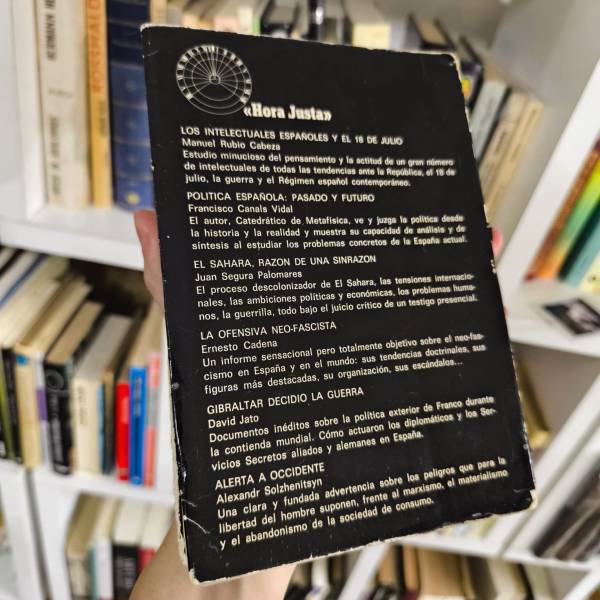 «Hora Justa»
LOS INTELECTUALES ESPAÑOLES Y EL 18 DE JULIO
Manuel Rubio Cabeza
Estudio minucioso del pensamiento y la actitud de un gran número
de intelectuales de todas las tendencias ante la República, el 18 de
julio, la guerra y el Régimen español contemporáneo.
POLITICA ESPAÑOLA: PASADO Y FUTURO
Francisco Canals Vidal
El autor, Catedrático de Metafísica, ve y juzga la política desde
la historia y la realidad y muestra su capacidad de análisis y de
síntesis al estudiar los problemas concretos de la España actual.
EL SAHARA, RAZON DE UNA SINRAZON
Juan Segura Palomares
El proceso descolonizador de El Sahara, las tensiones internacio-
nales, las ambiciones políticas y económicas, los problemas huma-
nos, la guerrilla, todo bajo el juicio crítico de un testigo presencial.
LA OFENSIVA NEO-FASCISTA
Ernesto Cadena
Un informe sensacional pero totalmente objetivo sobre el neo-fas-
cismo en España y en el mundo: sus tendencias doctrinales, sus
figuras más destacadas, su organización, sus escándalos...
GIBRALTAR DECIDIO LA GUERRA
David Jato
Documentos inéditos sobre la política exterior de Franco durante
la contienda mundial. Cómo actuaron los diplomáticos y los Ser-
vicios Secretos aliados y alemanes en España.
ALERTA A OCCIDENTE
Alexandr Solzhenitsyn
Una clara y fundada advertencia sobre los peligros que para la
libertad del hombre suponen, frente al marxismo, el materialismo
y el abandonismo de la sociedad de consumo.